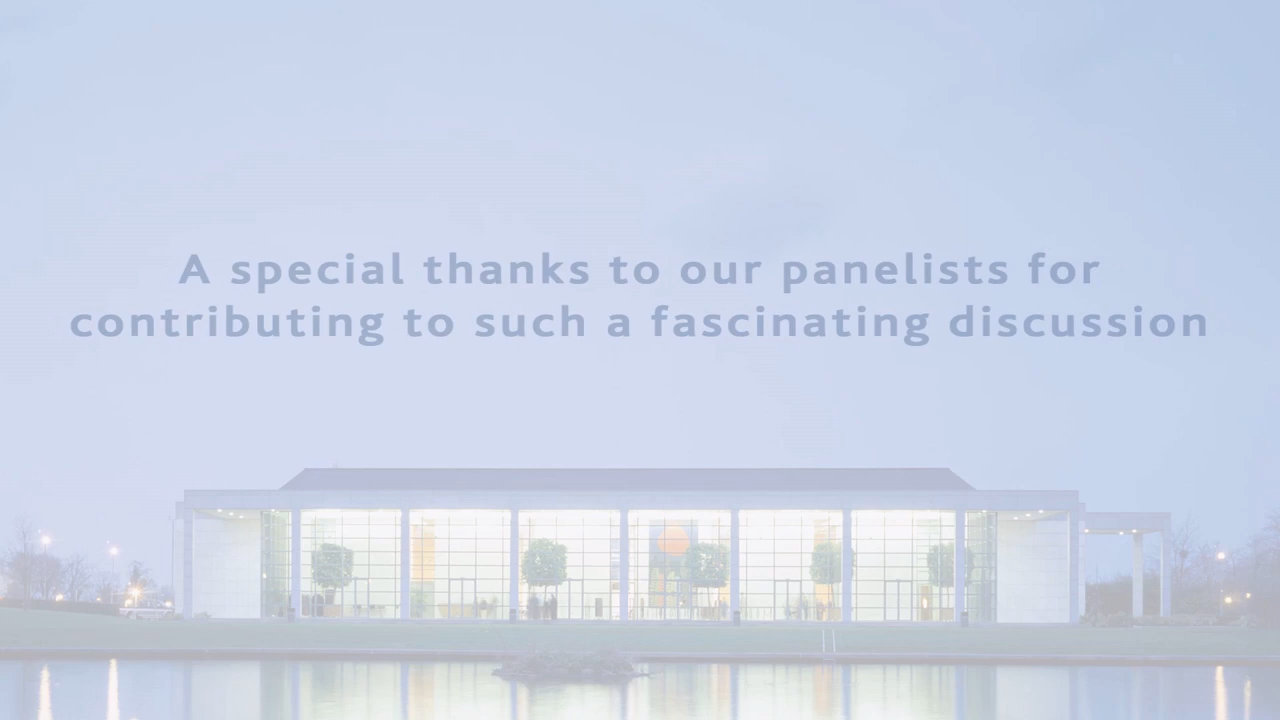 A special thanks to our panelists for
contributing to such a fascinating discussion